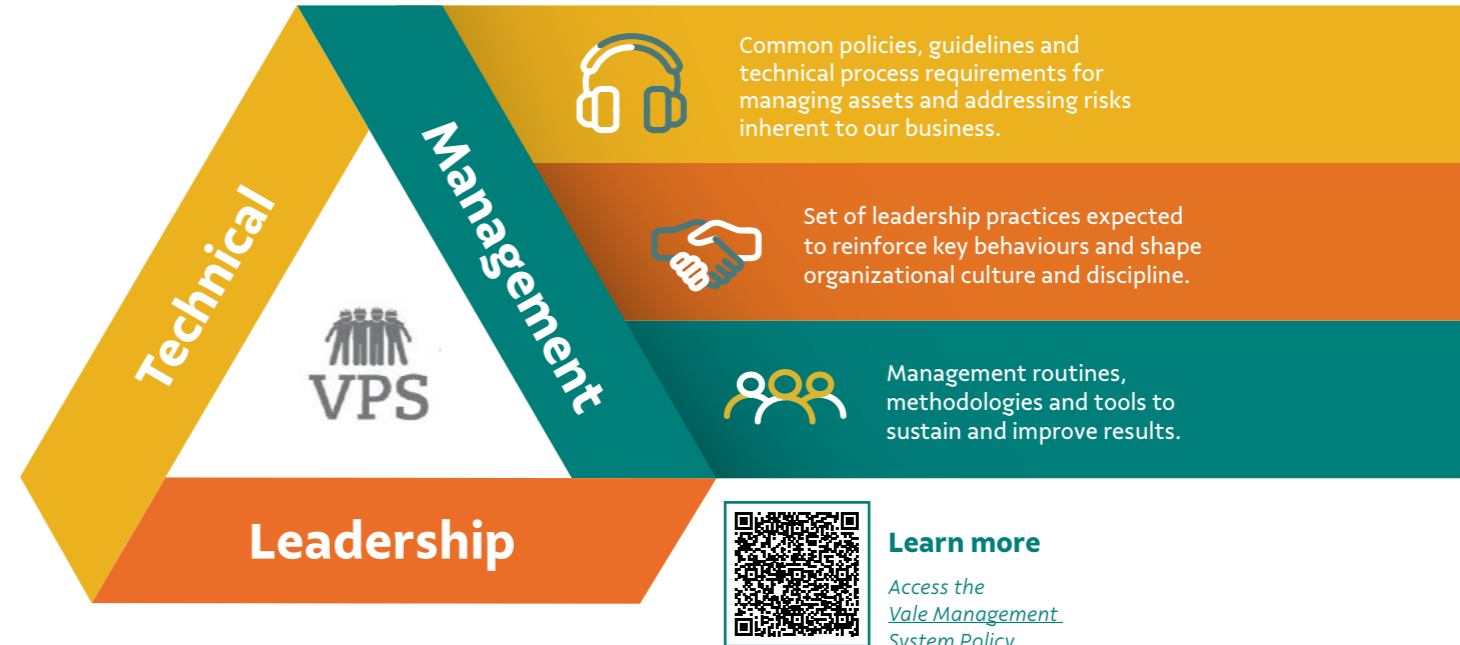 Technical
Management
Leadership
VPS
Common policies, guidelines and
technical process requirements for
managing assets and addressing risks
inherent to our business.
Set of leadership practices expected
to reinforce key behaviours and shape
organizational culture and discipline.
Management routines,
methodologies and tools to
sustain and improve results.
Learn more
Access the
Vale Management
System Policy